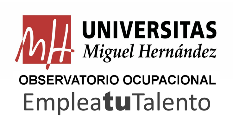 UNIVERSITAS
Miguel Hernández
OBSERVATORIO OCUPACIONAL
EmpleatuTalento